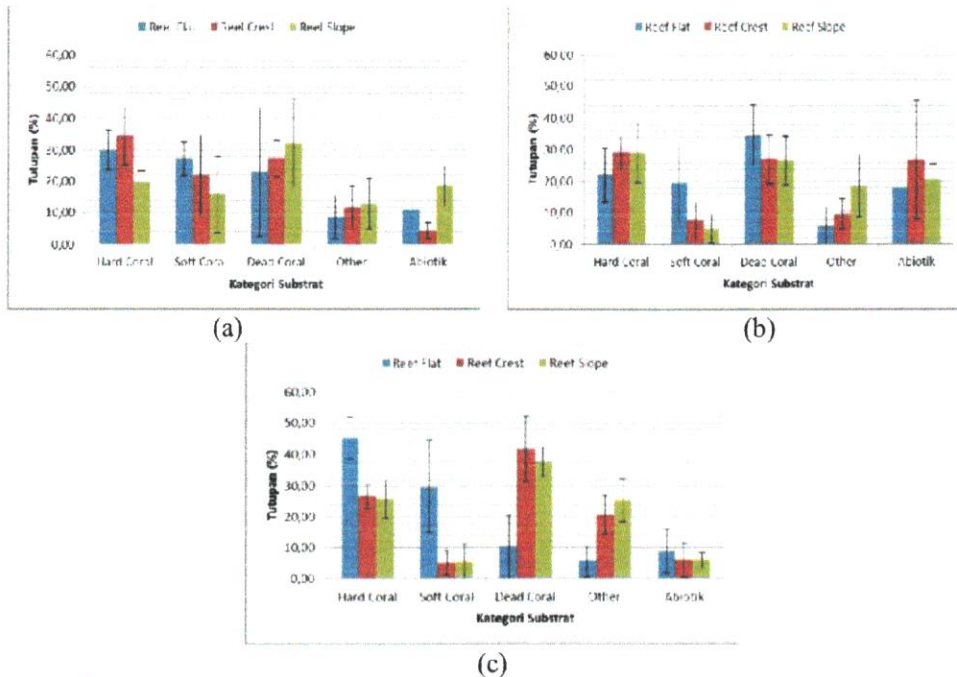 Reef Flat Reef Crest Reef Slope
60,00
50,00
40,00
30,00
20,00
10,00
0,00
Tutupan (%)
Hard Coral Soft Coral Dead Coral Other Abiotik
Kategori Substrat
(a)
Reef Flat Reef Crest Reef Slope
60,00
50,00
40,00
30,00
20,00
10,00
0,00
Tutupan (%)
Hard Coral Soft Coral Dead Coral Other Abiotik
Kategori Substrat
(b)
Reef Flat Reef Crest Reef Slope
60,00
50,00
40,00
30,00
20,00
10,00
0,00
Tutupan (%)
Hard Coral Soft Coral Dead Coral Other Abiotik
Kategori Substrat
(c)